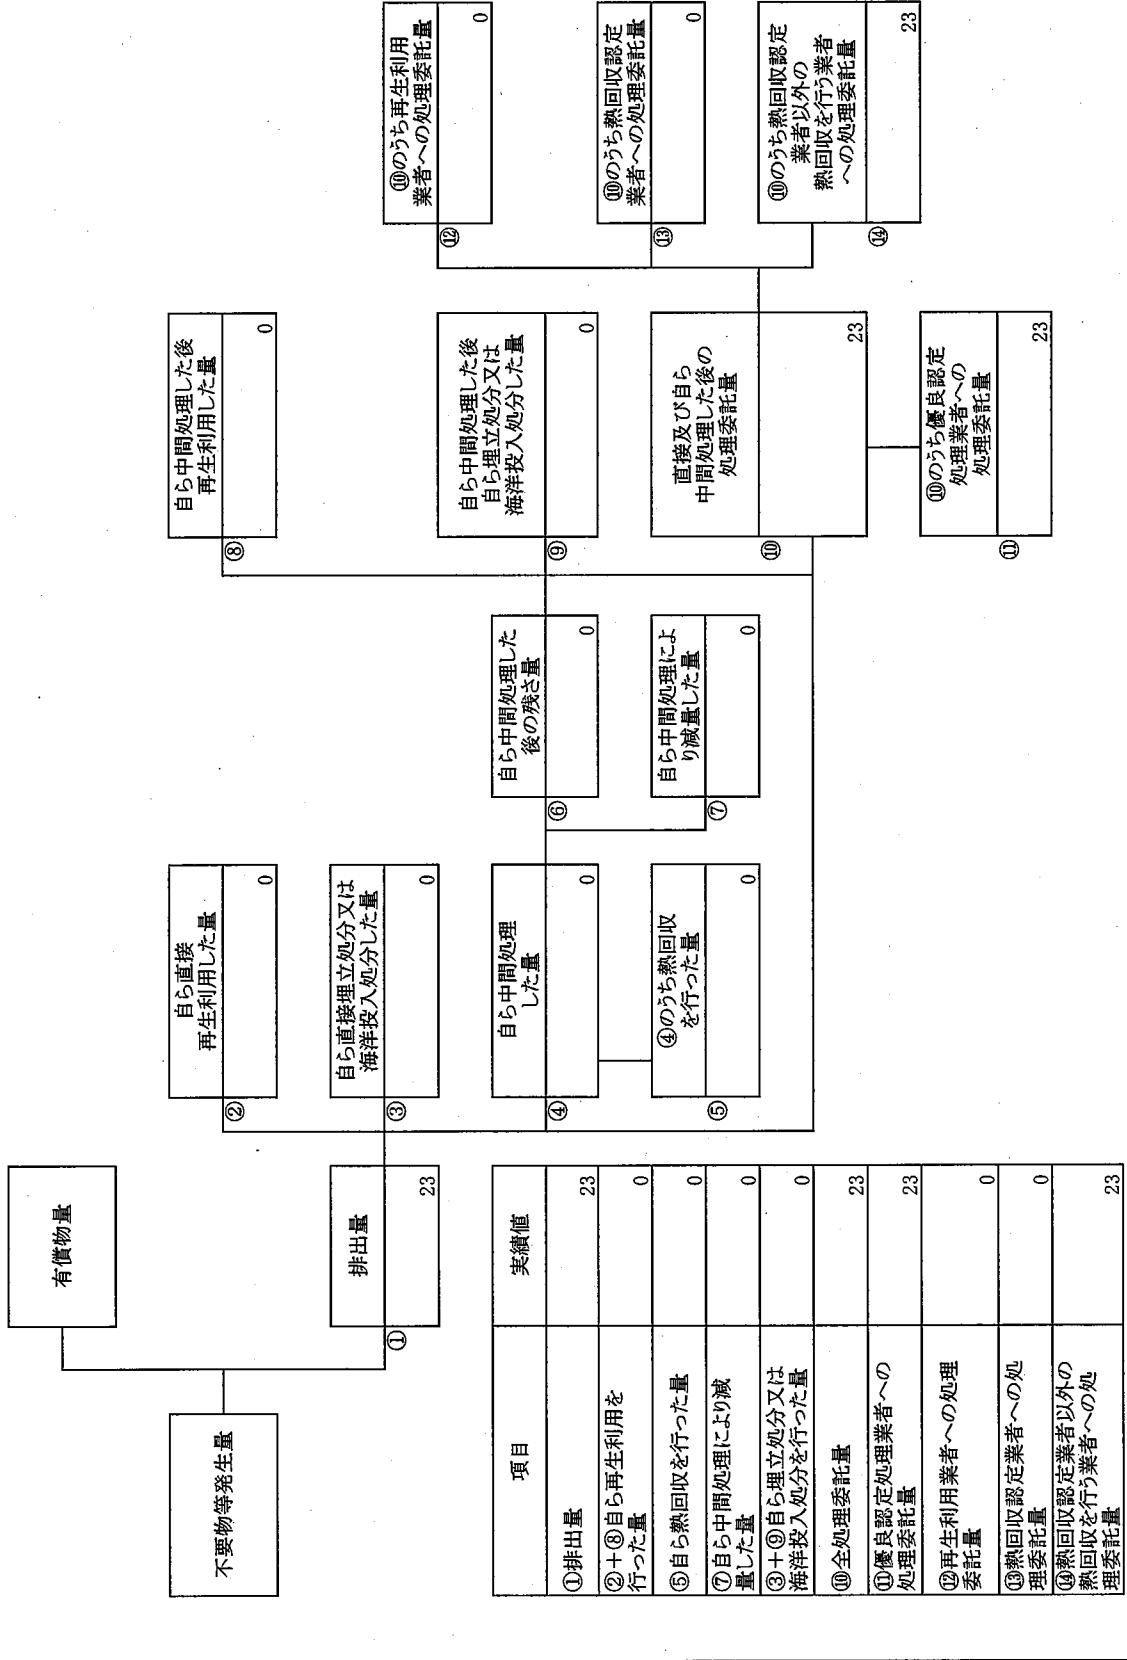 不要物等発生量
有償物量
排出量
①
23
自ら直接
再生利用した量
②
0
自ら直接埋立処分又は
海洋投入処分した量
③
0
自ら中間処理
した量
④
0
④のうち熱回収
を行った量
⑤
0
自ら中間処理した
後の残さ量
⑥
0
自ら中間処理によ
り減量した量
⑦
0
自ら中間処理した後
再生利用した量
⑧
0
自ら中間処理した後
自ら埋立処分又は
海洋投入処分した量
⑨
0
直接及び自ら
中間処理した後の
処理委託量
⑩
23
⑩のうち優良認定
処理業者への
処理委託量
⑪
23
⑩のうち再生利用
業者への処理委託量
⑫
0
⑩のうち熱回収認定
業者への処理委託量
⑬
0
⑩のうち熱回収認定
業者以外の
熱回収を行う業者
への処理委託量
⑭
23
項目 実績値
①排出量 23
②+⑧自ら再生利用を
行った量 0
⑤自ら熱回収を行った量 0
⑦自ら中間処理により減
量した量 0
③+⑨自ら埋立処分又は
海洋投入処分を行った量 0
⑩全処理委託量 23
⑪優良認定処理業者への
処理委託量 23
⑫再生利用業者への処理
委託量 0
⑬熱回収認定業者への処
理委託量 0
⑭熱回収認定業者以外の
熱回収を行う業者への処
理委託量 23